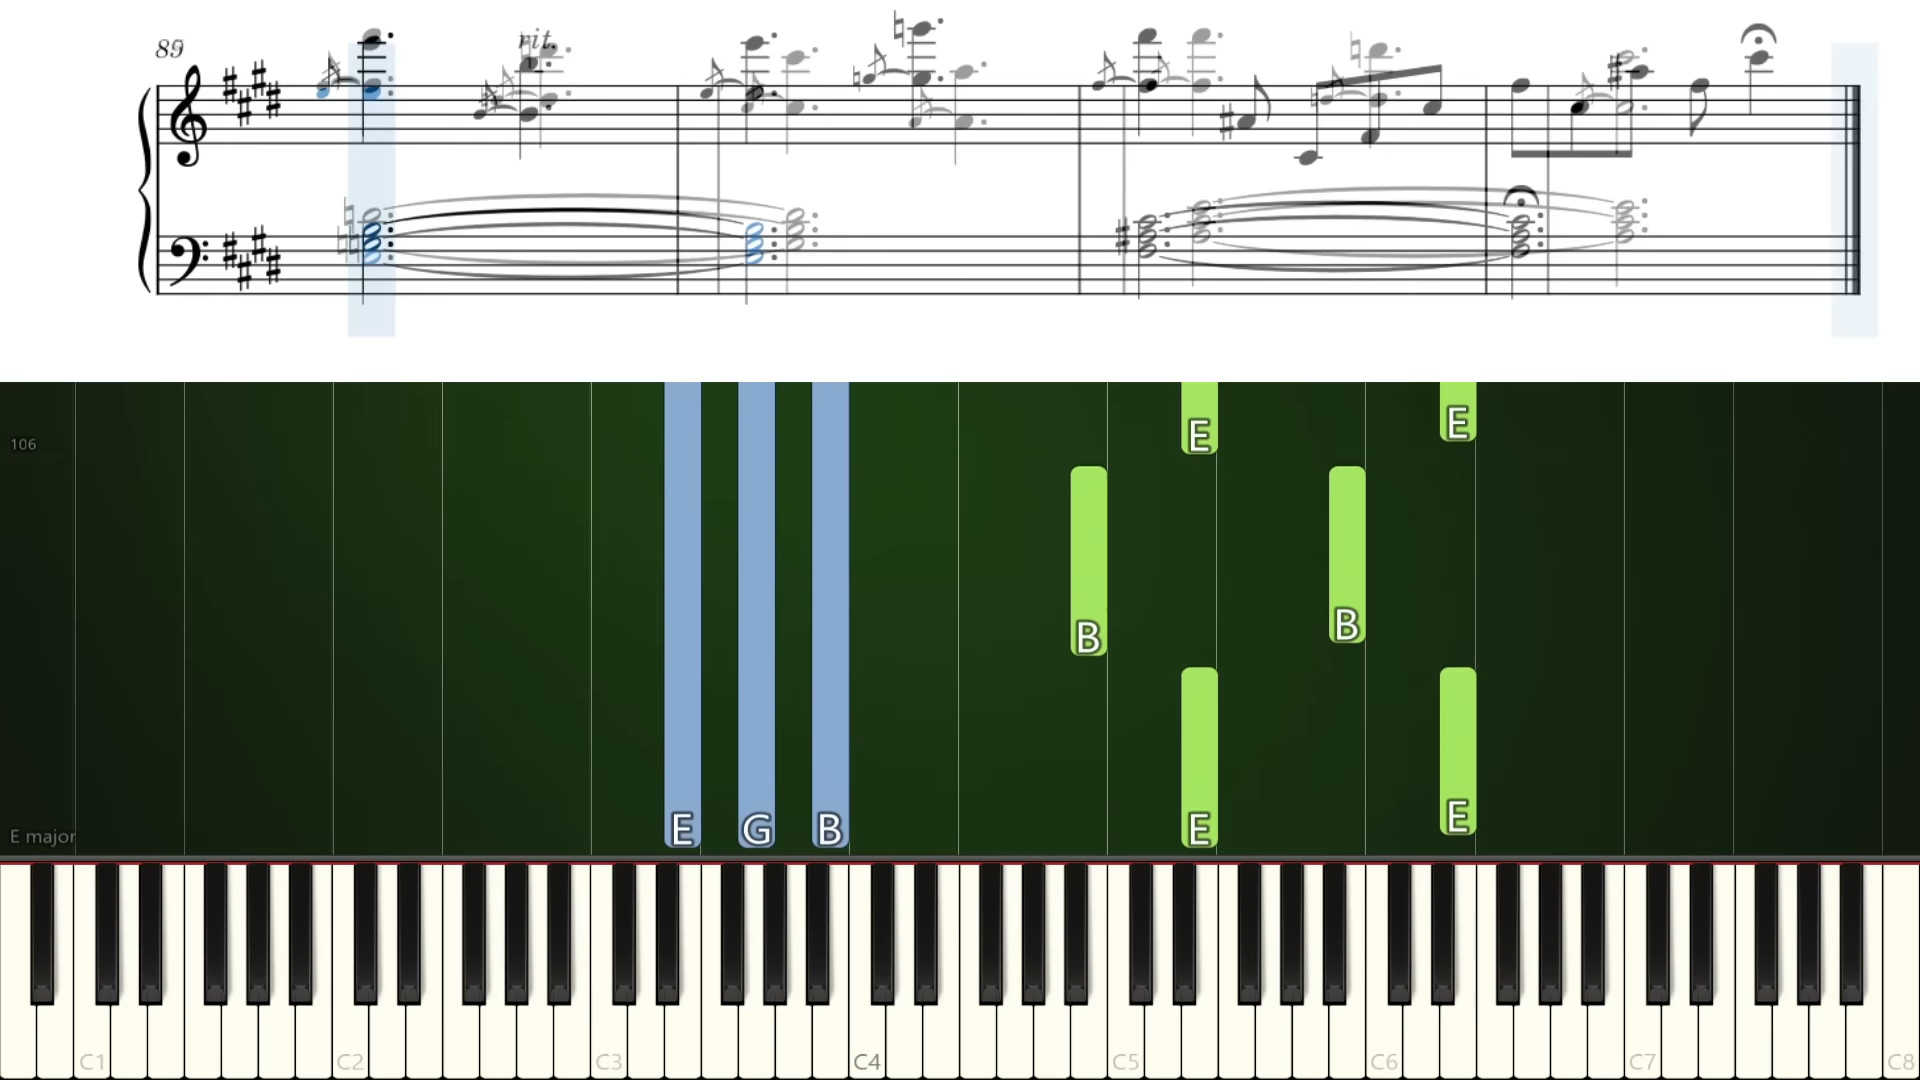 89
rit.
E E
106
B B
E G B E E
E major
C1 C2 C3 C4 C5 C6 C7 C8